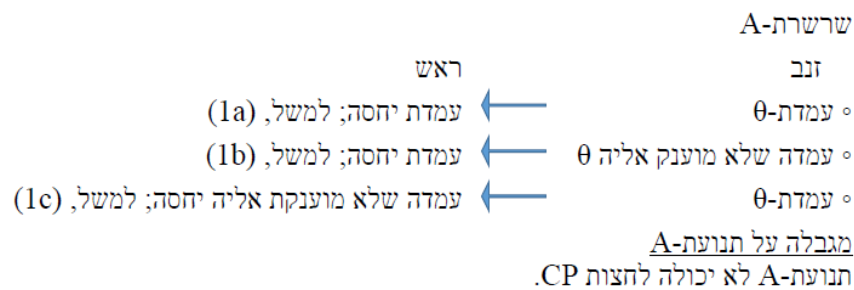 שרשרת-A
זנב ראש
◦ עמדת-θ עמדת יחסה; למשל, (1a)
◦ עמדה שלא מוענק אליה θ עמדת יחסה; למשל, (1b)
◦ עמדת-θ עמדה שלא מוענקת אליה יחסה; למשל, (1c)
מגבלה על תנועת-A
תנועת-A לא יכולה לחצות CP.